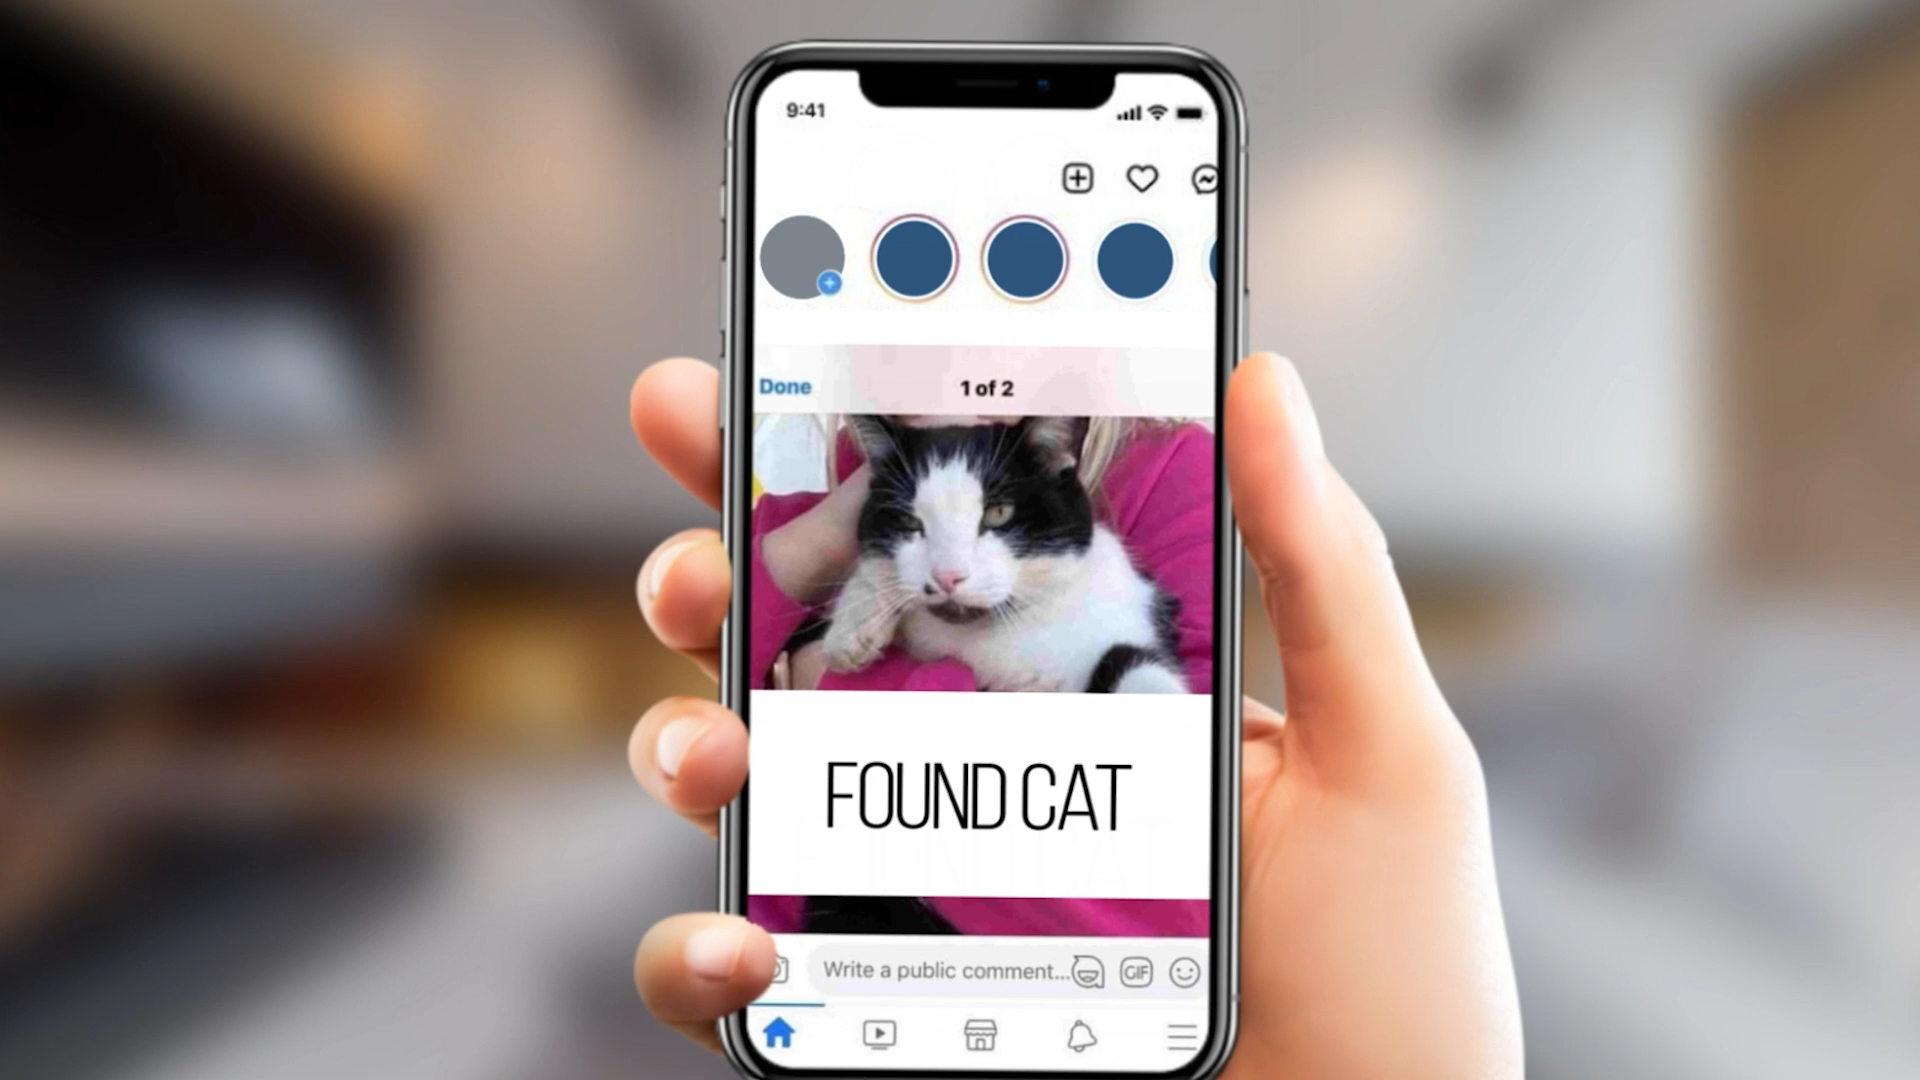 9:41
Done
1 of 2
FOUND CAT
Write a public comment...
GIF